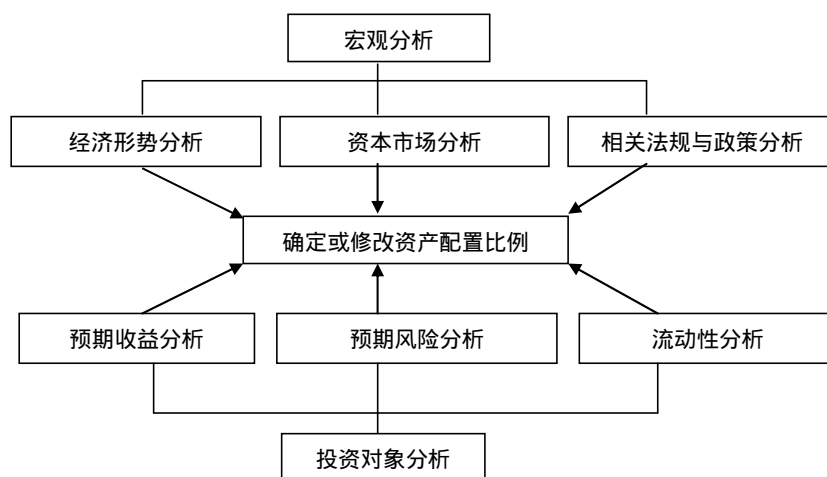 宏观分析
经济形势分析
资本市场分析
相关法规与政策分析
确定或修改资产配置比例
预期收益分析
预期风险分析
流动性分析
投资对象分析